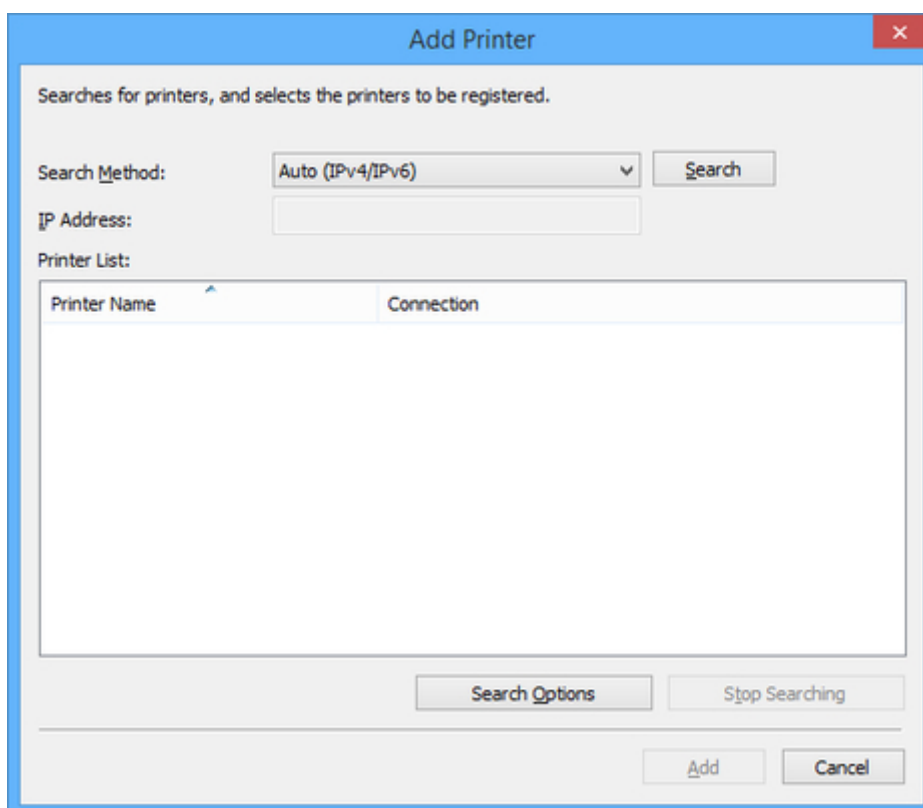 Add Printer
Searches for printers, and selects the printers to be registered.
Search Method: Auto (IPv4/IPv6) Search
IP Address:
Printer List:
Printer Name Connection
Search Options Stop Searching
Add Cancel